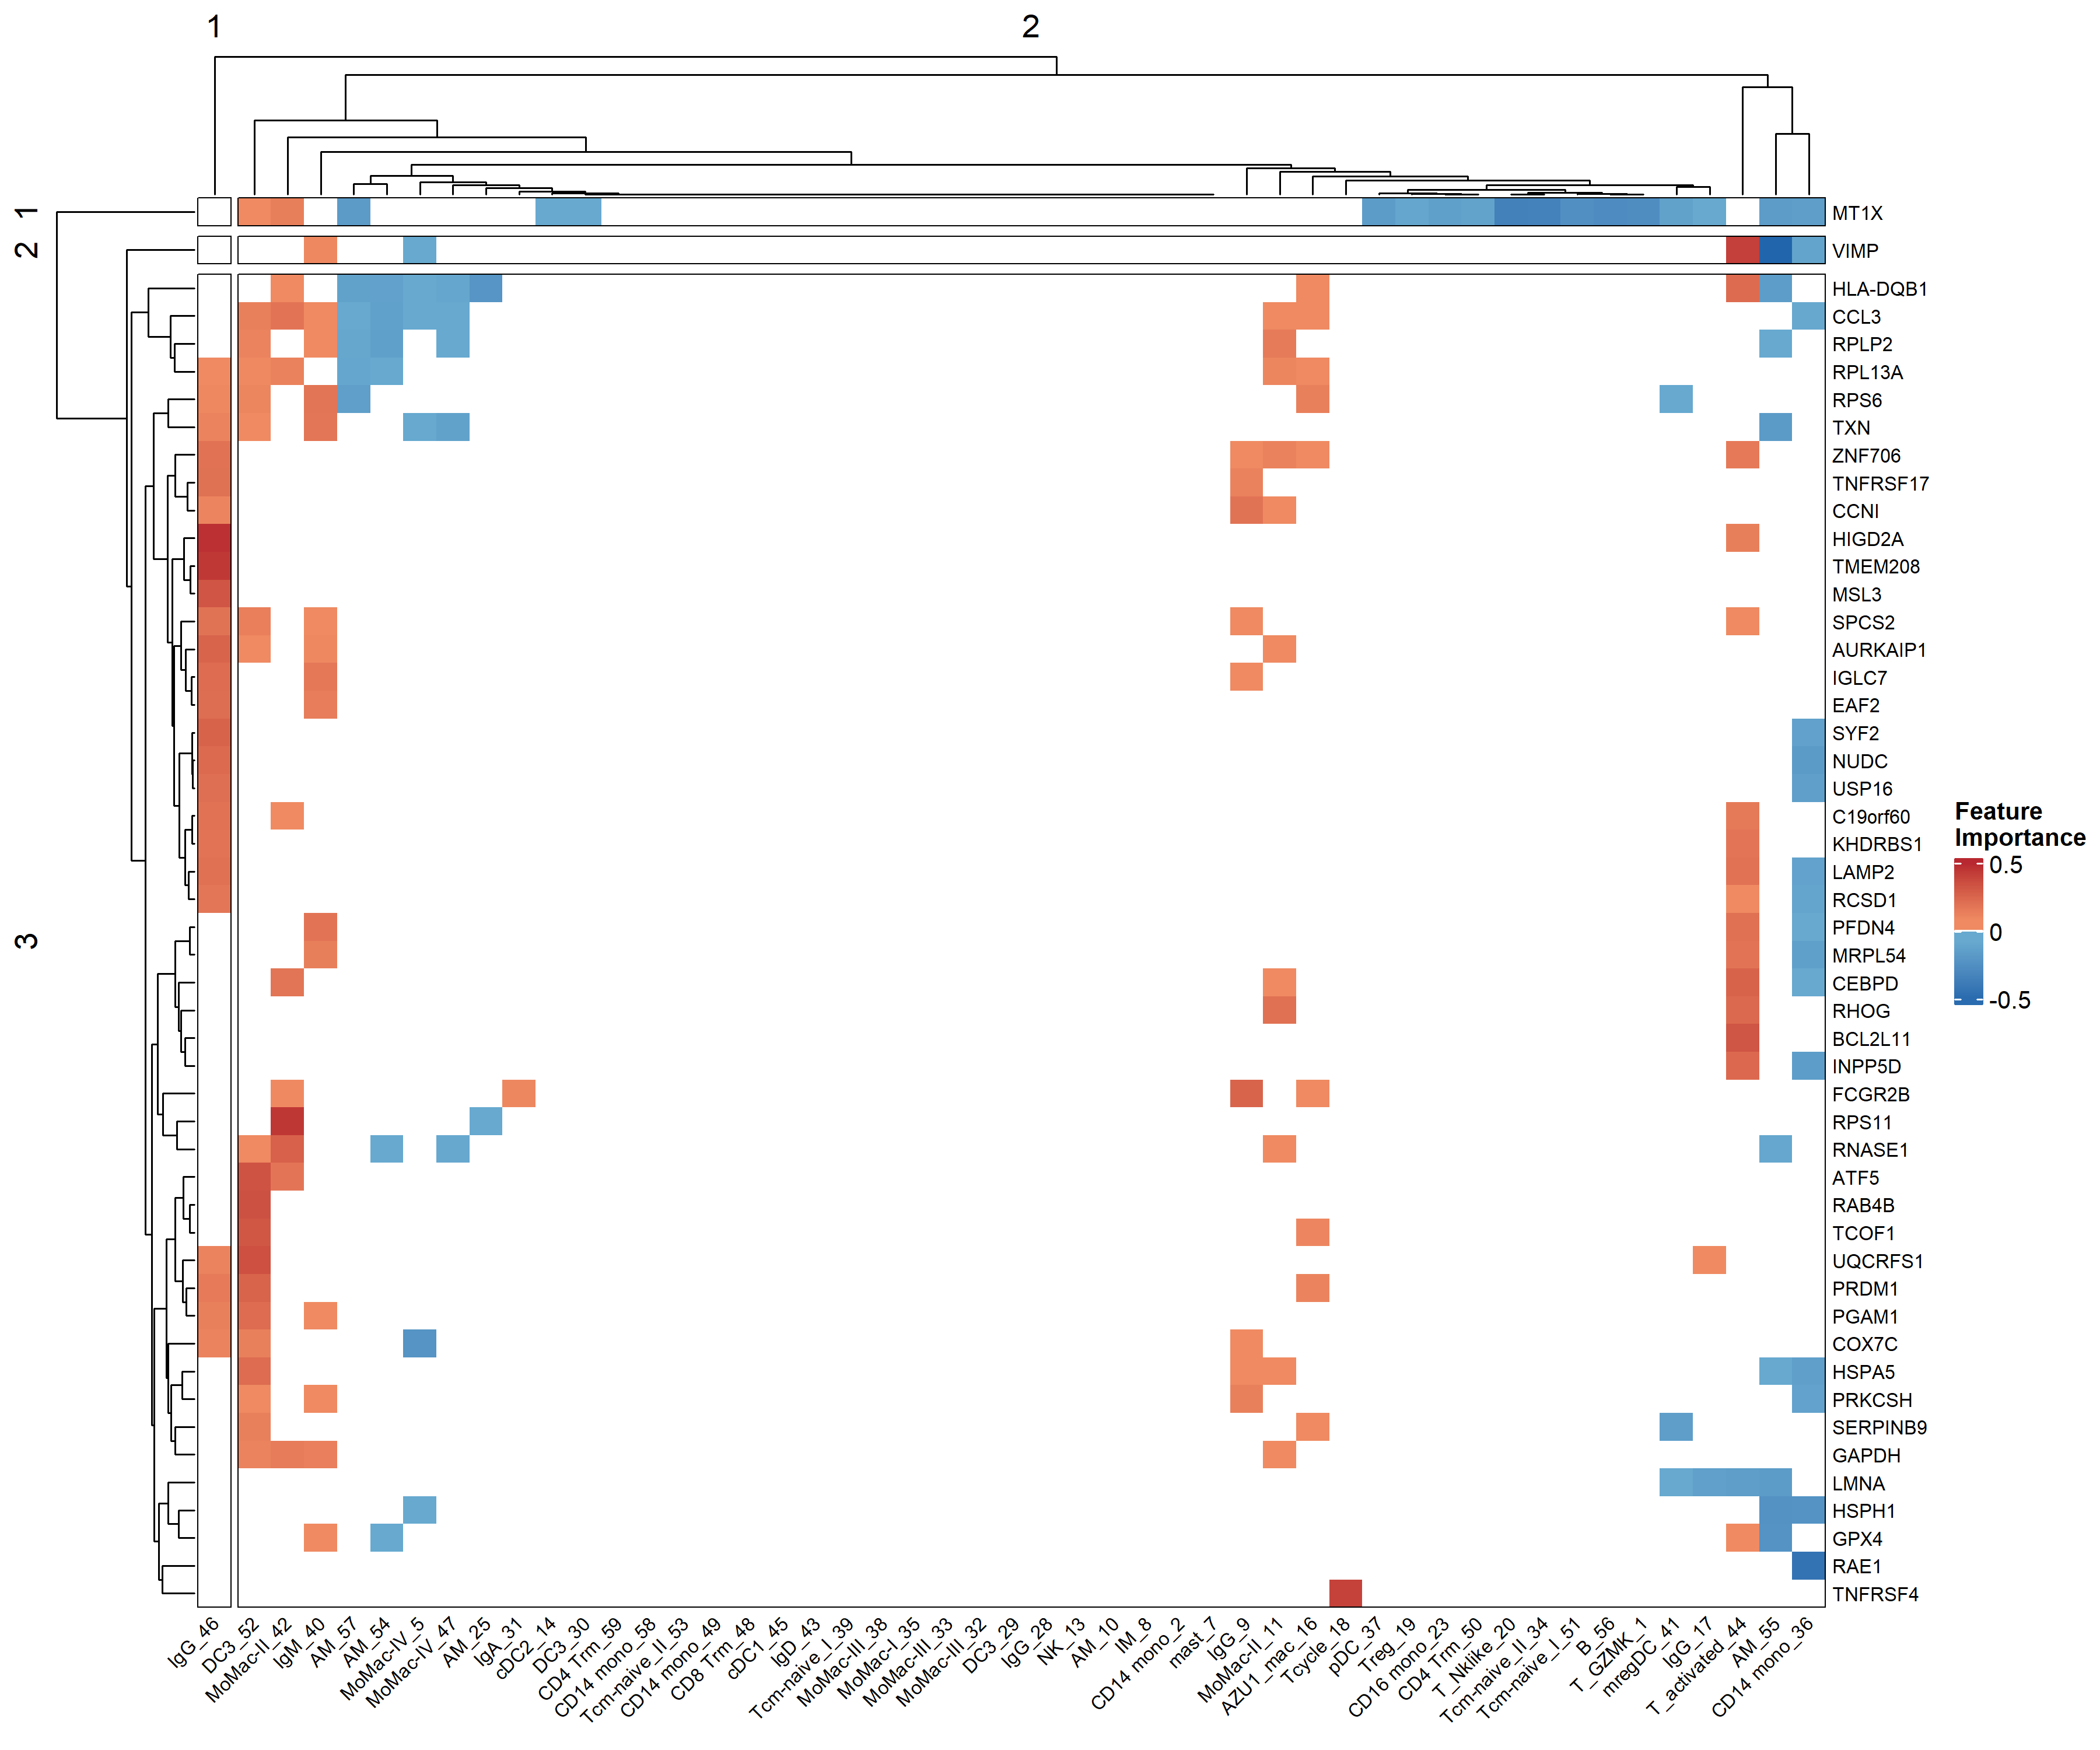 1
2
1
MT1X
2
VIMP
3
HLA-DQB1
CCL3
RPLP2
RPL13A
RPS6
TXN
ZNF706
TNFRSF17
CCNI
HIGD2A
TMEM208
MSL3
SPCS2
AURKAIP1
IGLC7
EAF2
SYF2
NUDC
USP16
C19orf60
KHDRBS1
LAMP2
RCSD1
PFDN4
MRPL54
CEBPD
RHOG
BCL2L11
INPP5D
FCGR2B
RPS11
RNASE1
ATF5
RAB4B
TCOF1
UQCRFS1
PRDM1
PGAM1
COX7C
HSPA5
PRKCSH
SERPINB9
GAPDH
LMNA
HSPH1
GPX4
RAE1
TNFRSF4
Feature
Importance
0.5
0
-0.5
IgG_46
DC3_52
MoMac-II_42
IgM_40
AM_57
AM_54
MoMac-IV_5
MoMac-IV_47
AM_25
IgA_31
cDC2_14
DC3_30
CD4 Trm_59
CD14 mono_58
Tcm-naive_II_53
CD14 mono_49
CD8 Trm_48
cDC1_45
IgD_43
Tcm-naive_I_39
MoMac-III_38
MoMac-I_35
MoMac-III_33
MoMac-III_32
DC3_29
IgG_28
NK_13
AM_10
IM_8
CD14 mono_2
mast_7
IgG_9
MoMac-II_11
AZU1_mac_16
Tcycle_18
pDC_37
Treg_19
CD16 mono_23
CD4 Trm_50
T_Nklike_20
Tcm-naive_II_34
Tcm-naive_I_51
B_56
T_GZMK_1
mregDC_41
IgG_17
T_activated_44
AM_55
CD14 mono_36